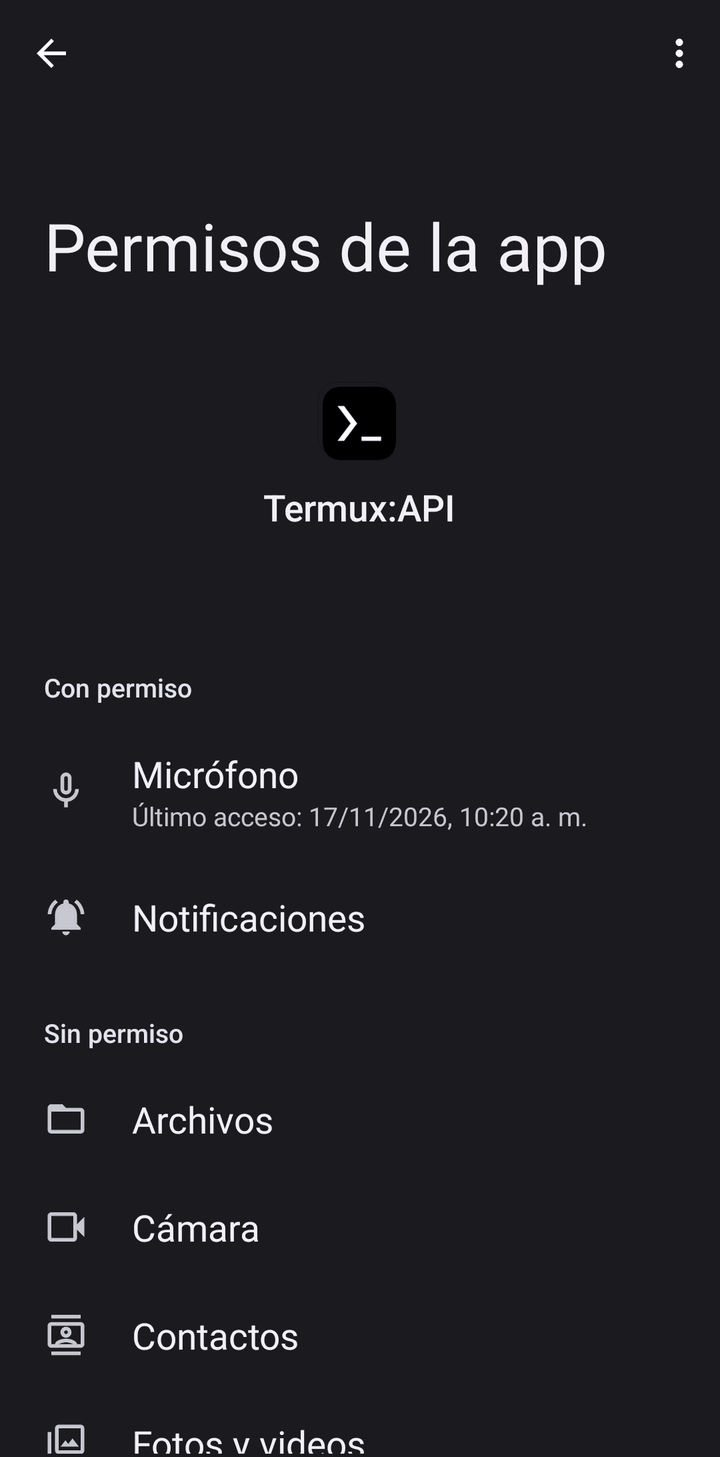 Permisos de la app
Termux:API
Con permiso
Micrófono
Último acceso: 17/11/2026, 10:20 a. m.
Notificaciones
Sin permiso
Archivos
Cámara
Contactos
Fotos y videos